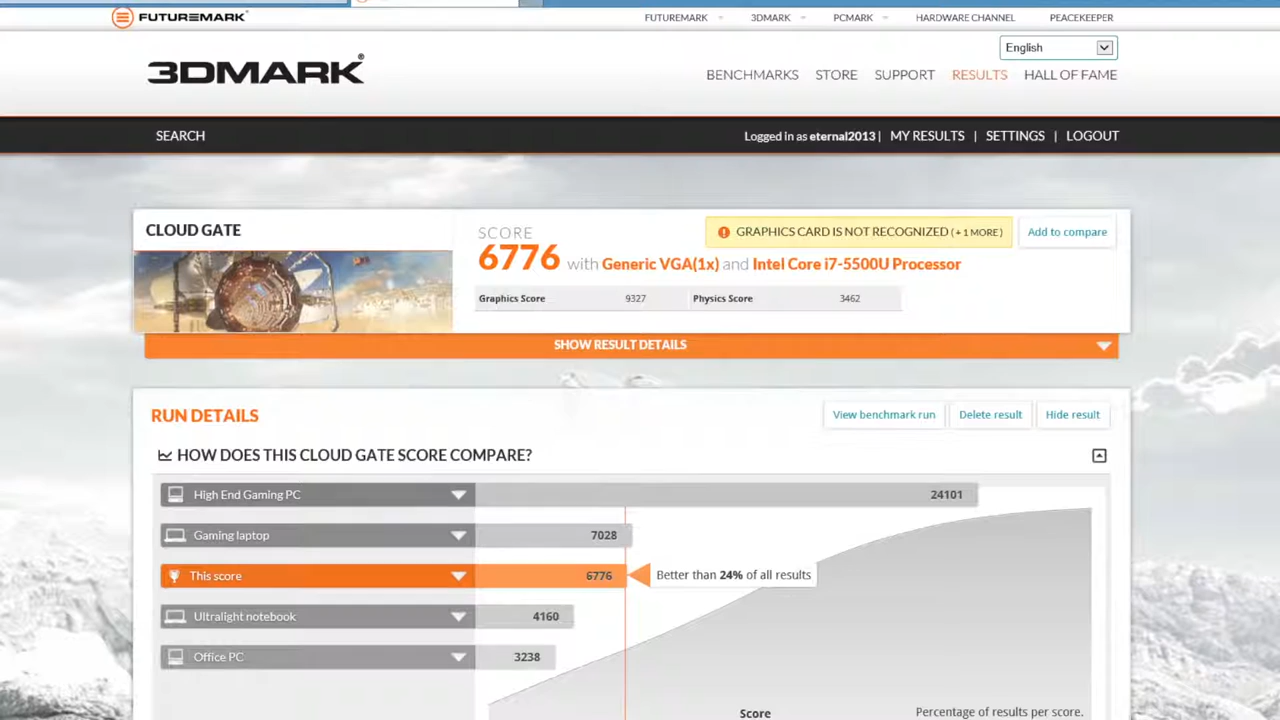 FUTUREMARK
FUTUREMARK 3DMARK PCMARK HARDWARE CHANNEL PEACEKEEPER
English
3DMARK
BENCHMARKS STORE SUPPORT RESULTS HALL OF FAME
SEARCH
Logged in as eternal2013 | MY RESULTS | SETTINGS | LOGOUT
CLOUD GATE
SCORE
GRAPHICS CARD IS NOT RECOGNIZED ( + 1 MORE )
Add to compare
6776 with Generic VGA(1x) and Intel Core i7-5500U Processor
Graphics Score 9327 Physics Score 3462
SHOW RESULT DETAILS
RUN DETAILS
View benchmark run Delete result Hide result
HOW DOES THIS CLOUD GATE SCORE COMPARE?
High End Gaming PC 24101
Gaming laptop 7028
This score 6776 Better than 24% of all results
Ultralight notebook 4160
Office PC 3238
Score Percentage of results per score.